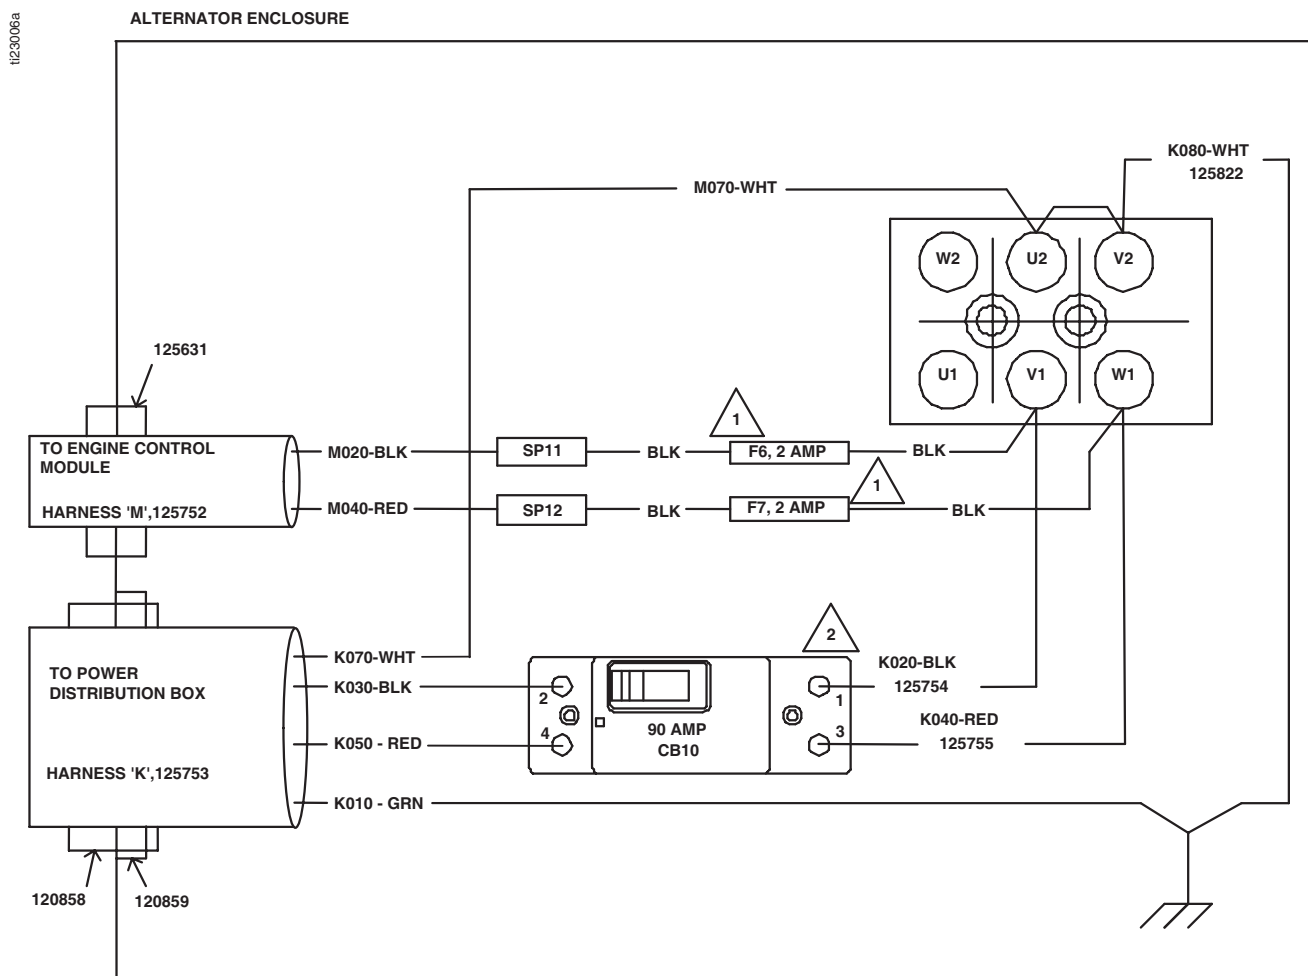 ti23006a
ALTERNATOR ENCLOSURE
K080-WHT
125822
M070-WHT
W2
U2
V2
125631
U1
V1
W1
1
TO ENGINE CONTROL
MODULE
HARNESS 'M',125752
M020-BLK
SP11
BLK
F6, 2 AMP
BLK
1
M040-RED
SP12
BLK
F7, 2 AMP
BLK
2
TO POWER
DISTRIBUTION BOX
HARNESS 'K',125753
K070-WHT
K030-BLK
K050 - RED
K010 - GRN
2
4
90 AMP
CB10
1
3
K020-BLK
125754
K040-RED
125755
120858
120859